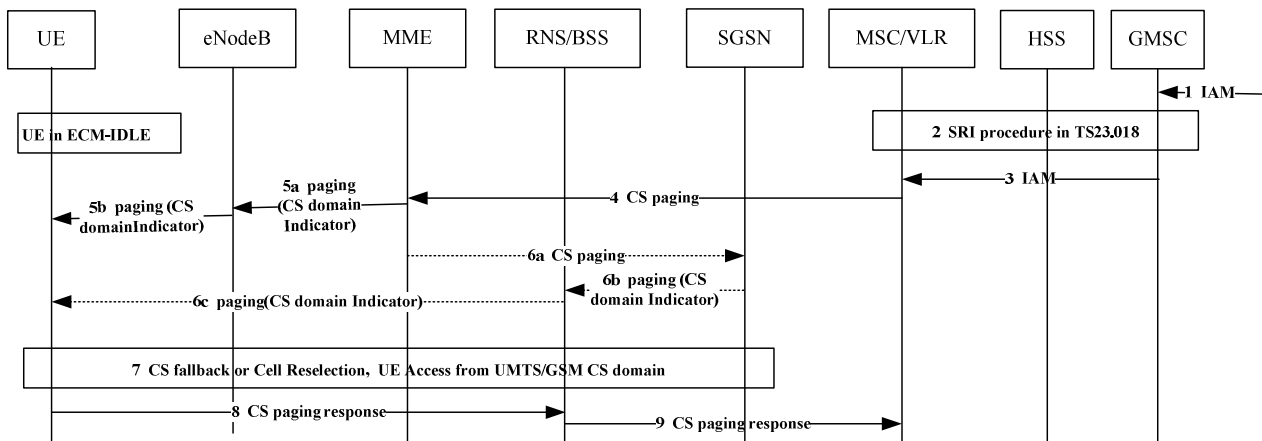 UE
eNodeB
MME
RNS/BSS
SGSN
MSC/VLR
HSS
GMSC
1 IAM
UE in ECM-IDLE
2 SRI procedure in TS23.018
3 IAM
4 CS paging
5a paging
(CS domain
Indicator)
5b paging (CS
domainIndicator)
6a CS paging
6b paging (CS
domain Indicator)
6c paging(CS domain Indicator)
7 CS fallback or Cell Reselection, UE Access from UMTS/GSM CS domain
8 CS paging response
9 CS paging response